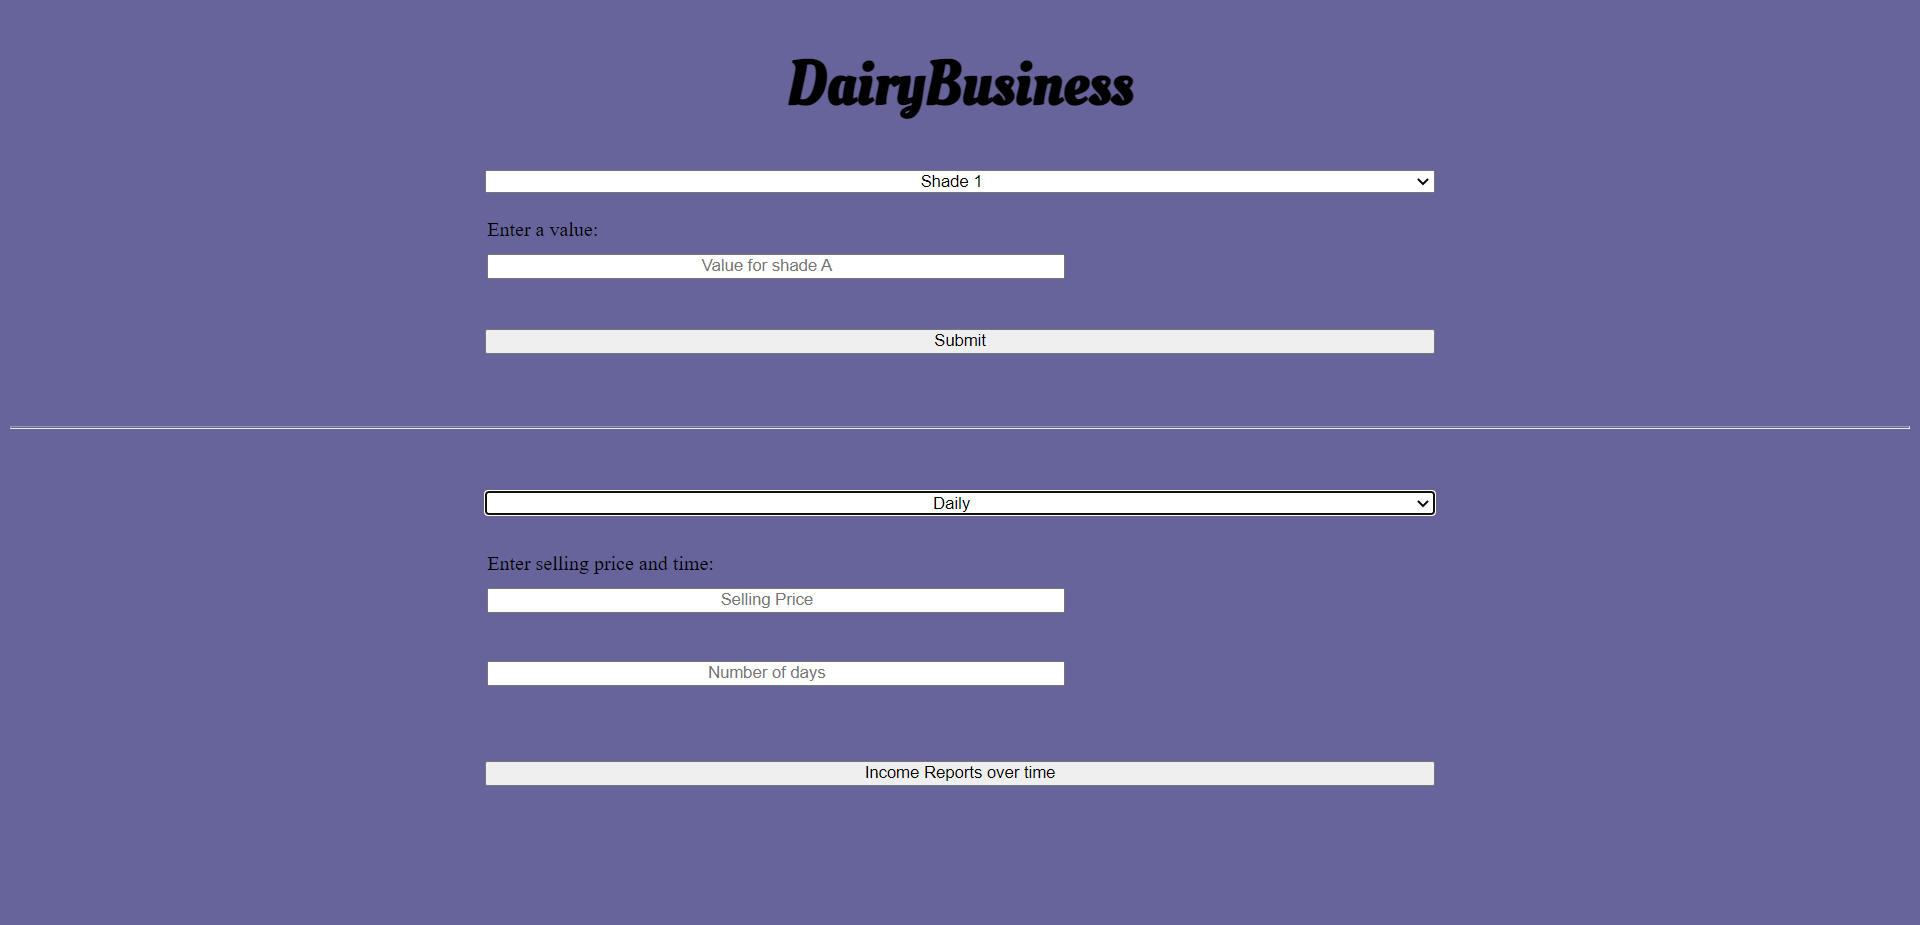 DairyBusiness
Shade 1
Enter a value:
Value for shade A
Submit
Daily
Enter selling price and time:
Selling Price
Number of days
Income Reports over time